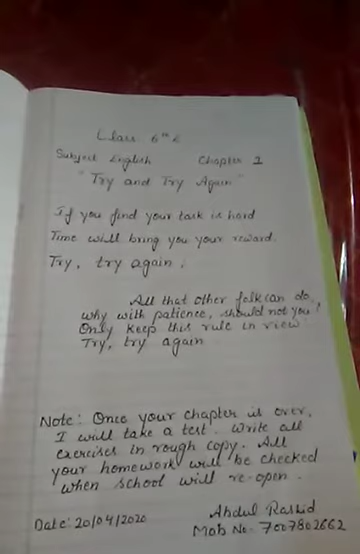 Class 6th
Subject English Chapter 1
"Try and Try Again"
If you find your task is hard
Time will bring you your reward.
Try, try again.
All that other folk can do,
why with patience, should not you?
Only keep this rule in view
Try, try again
Note: Once your chapter is over,
I will take a test. Write all
exercises in rough copy. All
your homework will be checked
when school will re-open.
Date: 20/04/2020
Abdul Rashid
Mob No- 7007802662